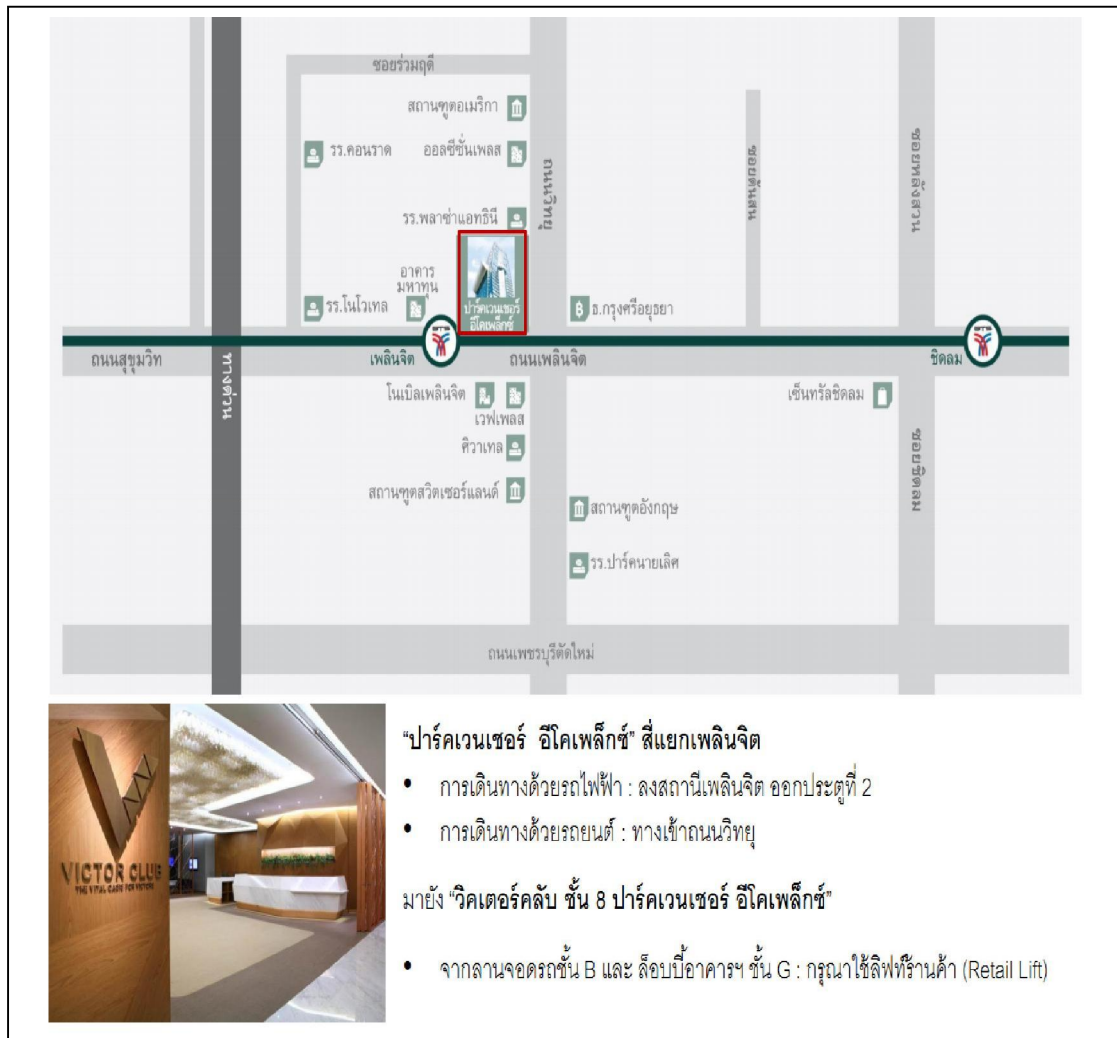 ซอยร่วมฤดี
สถานฑูตอเมริกา
รร.คอนราด
ออลซีซั่นเพลส
ถนนวิทยุ
ซอยต้นสน
ซอยหลังสวน
รร.พลาซ่าแอทธินี
อาคาร
มหาทุน
รร.โนโวเทล
ปาร์คเวนเชอร์
อีโคเพล็กซ์
ธ.กรุงศรีอยุธยา
ถนนสุขุมวิท
ทางด่วน
เพลินจิต
ถนนเพลินจิต
ชิดลม
โนเบิลเพลินจิต
เวฟเพลส
เซ็นทรัลชิดลม
ศิวาเทล
ซอยชิดลม
สถานฑูตสวิตเซอร์แลนด์
สถานฑูตอังกฤษ
รร.ปาร์คนายเลิศ
ถนนเพชรบุรีตัดใหม่
VICTOR CLUB
THE VITAL CASE FOR VICTORS
“ปาร์คเวนเชอร์ อีโคเพล็กซ์” สี่แยกเพลินจิต
• การเดินทางด้วยรถไฟฟ้า : ลงสถานีเพลินจิต ออกประตูที่ 2
• การเดินทางด้วยรถยนต์ : ทางเข้าถนนวิทยุ
มายัง “วิคเตอร์คลับ ชั้น 8 ปาร์คเวนเชอร์ อีโคเพล็กซ์”
• จากลานจอดรถชั้น B และ ล็อบบี้อาคารฯ ชั้น G : กรุณาใช้ลิฟท์ร้านค้า (Retail Lift)